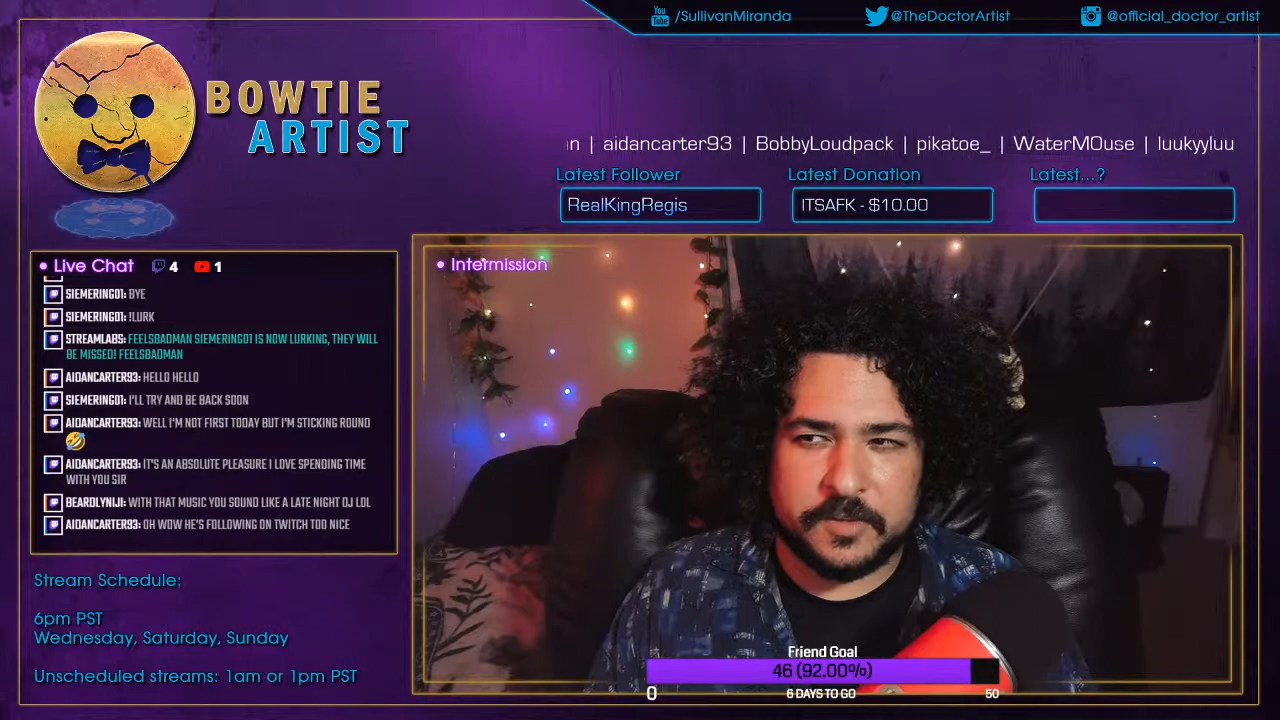 You Tube /SullivanMiranda @TheDoctorArtist @official_doctor_artist
BOWTIE
ARTIST
n | aidancarter93 | BobbyLoudpack | pikatoe_ | WaterM0use | luukyyluu
Latest Follower Latest Donation Latest...?
RealKingRegis ITSAFK - $10.00
• Live Chat 4 1
• Intermission
SIEMERING01: BYE
SIEMERING01: !LURK
STREAMLABS: FEELSBADMAN SIEMERING01 IS NOW LURKING, THEY WILL
BE MISSED! FEELSBADMAN
AIDANCARTER93: HELLO HELLO
SIEMERING01: I'LL TRY AND BE BACK SOON
AIDANCARTER93: WELL I'M NOT FIRST TODAY BUT I'M STICKING ROUND
🤣
AIDANCARTER93: IT'S AN ABSOLUTE PLEASURE I LOVE SPENDING TIME
WITH YOU SIR
BEARDLYNIJI: WITH THAT MUSIC YOU SOUND LIKE A LATE NIGHT DJ LOL
AIDANCARTER93: OH WOW HE'S FOLLOWING ON TWITCH TOO NICE
Stream Schedule:
6pm PST
Wednesday, Saturday, Sunday
Unscheduled streams: 1am or 1pm PST
Friend Goal
46 (92.00%)
0 6 DAYS TO GO 50